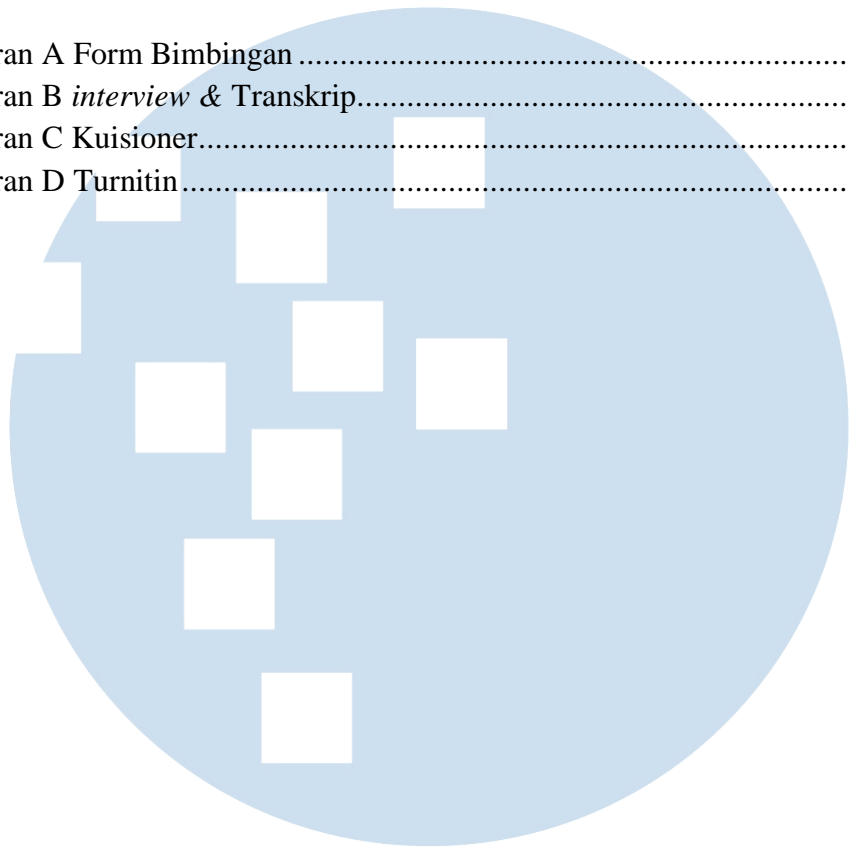 ran A Form Bimbingan ................................................................................
ran B interview & Transkrip........................................................................
ran C Kuisioner............................................................................................
ran D Turnitin ..............................................................................................